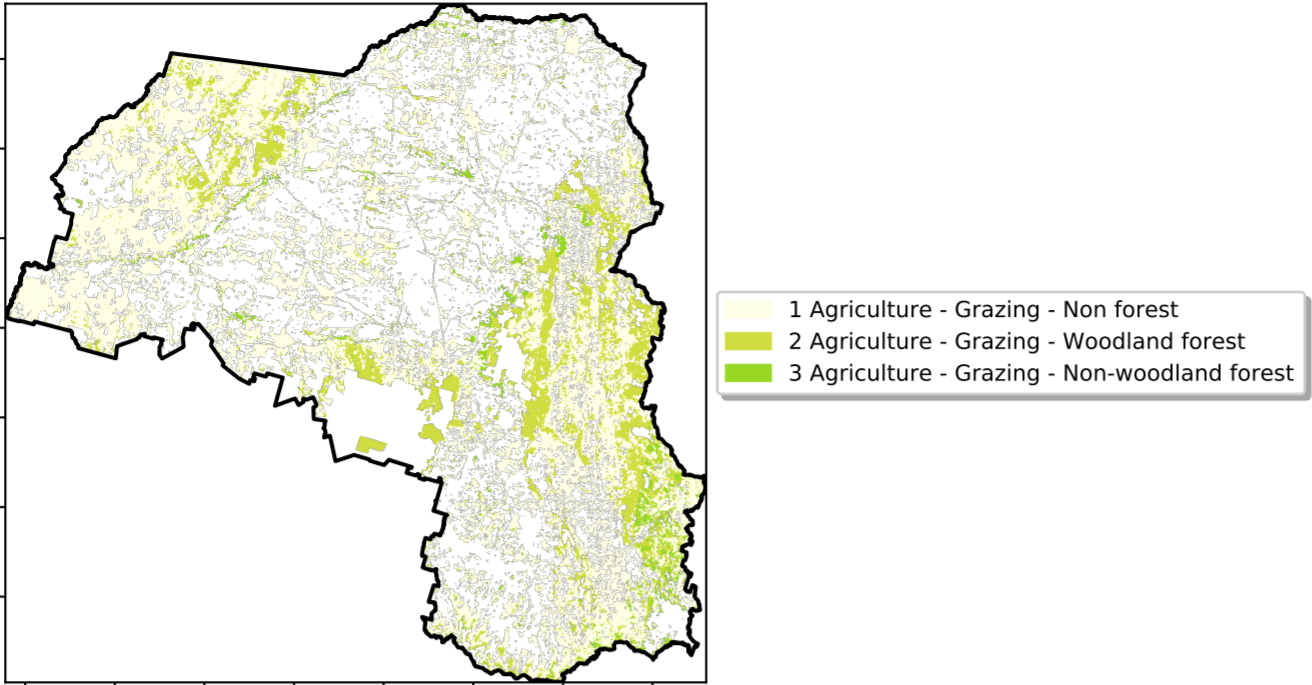 1 Agriculture - Grazing - Non forest
2 Agriculture - Grazing - Woodland forest
3 Agriculture - Grazing - Non-woodland forest